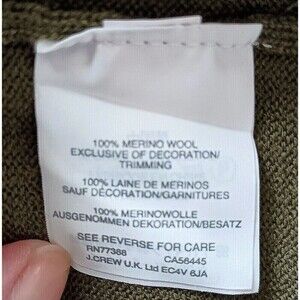 100% MERINO WOOL
EXCLUSIVE OF DECORATION/
TRIMMING
100% LAINE DE MERINOS
SAUF DÉCORATION/GARNITURES
100% MERINOWOLLE
AUSGENOMMEN DEKORATION/BESATZ
SEE REVERSE FOR CARE
RN77388 CA56445
J.CREW U.K. Ltd EC4V 6JA